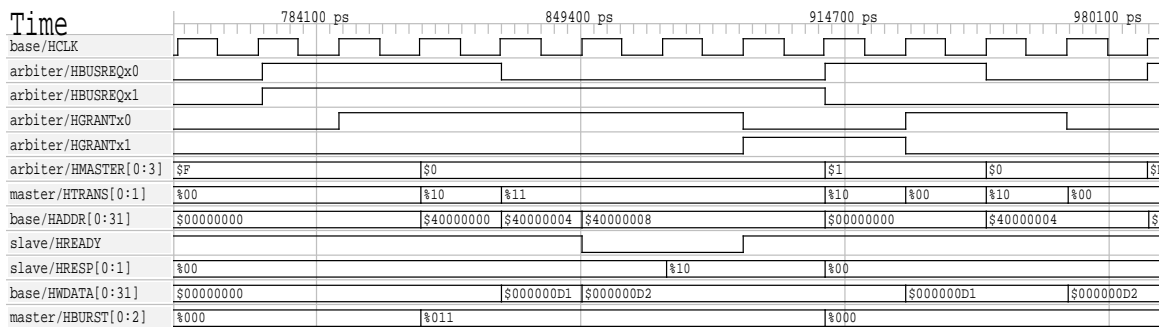 Time 784100 ps 849400 ps 914700 ps 980100 ps
base/HCLK
arbiter/HBUSREQx0
arbiter/HBUSREQx1
arbiter/HGRANTx0
arbiter/HGRANTx1
arbiter/HMASTER[0:3] $F $0 $1 $0
master/HTRANS[0:1] %00 %10 %11 %10 %00 %10 %00
base/HADDR[0:31] $00000000 $40000000 $40000004 $40000008 $00000000 $40000004
slave/HREADY
slave/HRESP[0:1] %00 %10 %00
base/HWDATA[0:31] $00000000 $000000D1 $000000D2 $000000D1 $000000D2
master/HBURST[0:2] %000 %011 %000